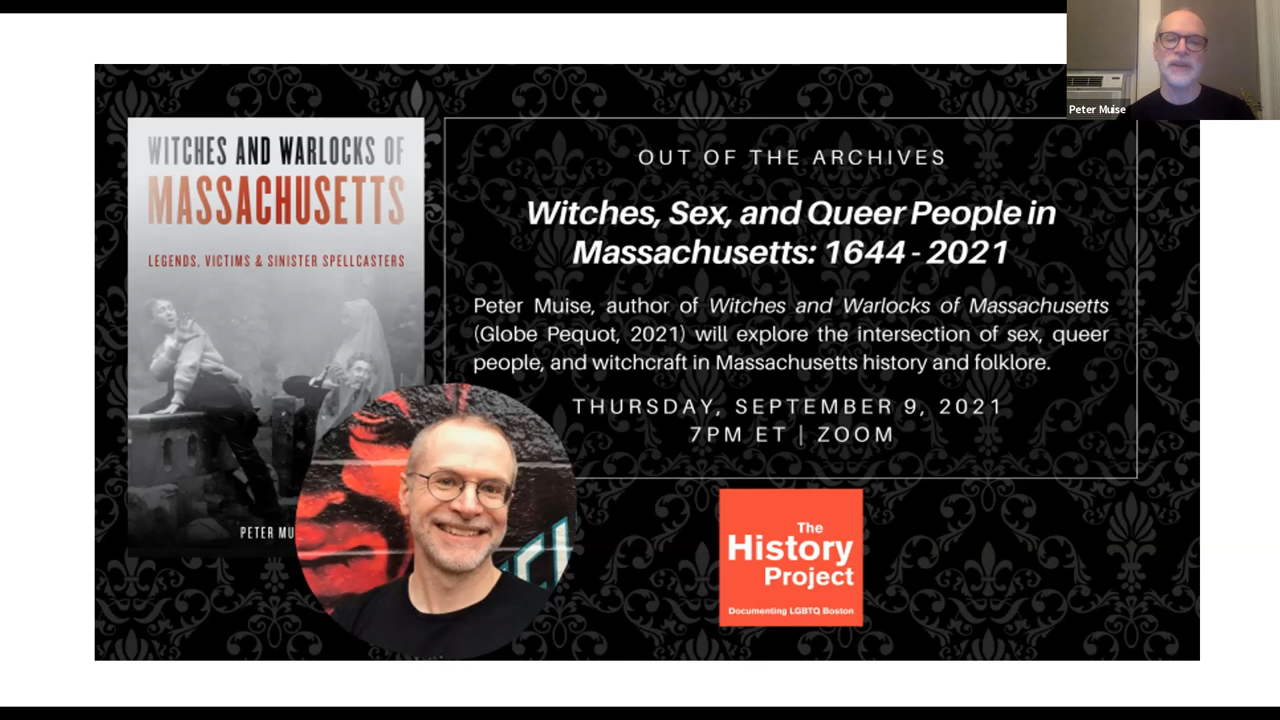 Peter Muise
WITCHES AND WARLOCKS OF
MASSACHUSETTS
LEGENDS, VICTIMS & SINISTER SPELLCASTERS
PETER MU
OUT OF THE ARCHIVES
Witches, Sex, and Queer People in
Massachusetts: 1644 - 2021
Peter Muise, author of Witches and Warlocks of Massachusetts
(Globe Pequot, 2021) will explore the intersection of sex, queer
people, and witchcraft in Massachusetts history and folklore.
THURSDAY, SEPTEMBER 9, 2021
7PM ET | ZOOM
The
History
Project
Documenting LGBTQ Boston